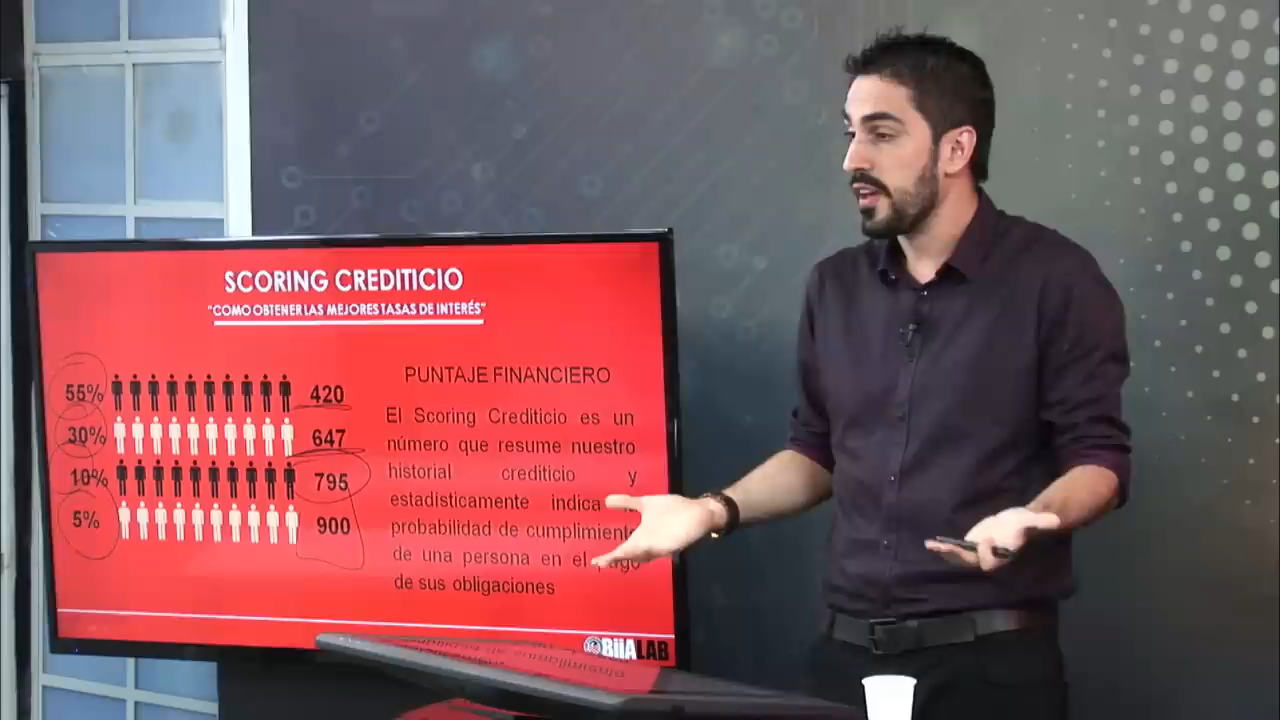 SCORING CREDITICIO
"COMO OBTENER LAS MEJORES TASAS DE INTERÉS"
55% 420
30% 647
10% 795
5% 900
PUNTAJE FINANCIERO
El Scoring Crediticio es un
número que resume nuestro
historial crediticio y
estadisticamente indica
probabilidad de cumplimiento
de una persona en el pago
de sus obligaciones
BIIALAB